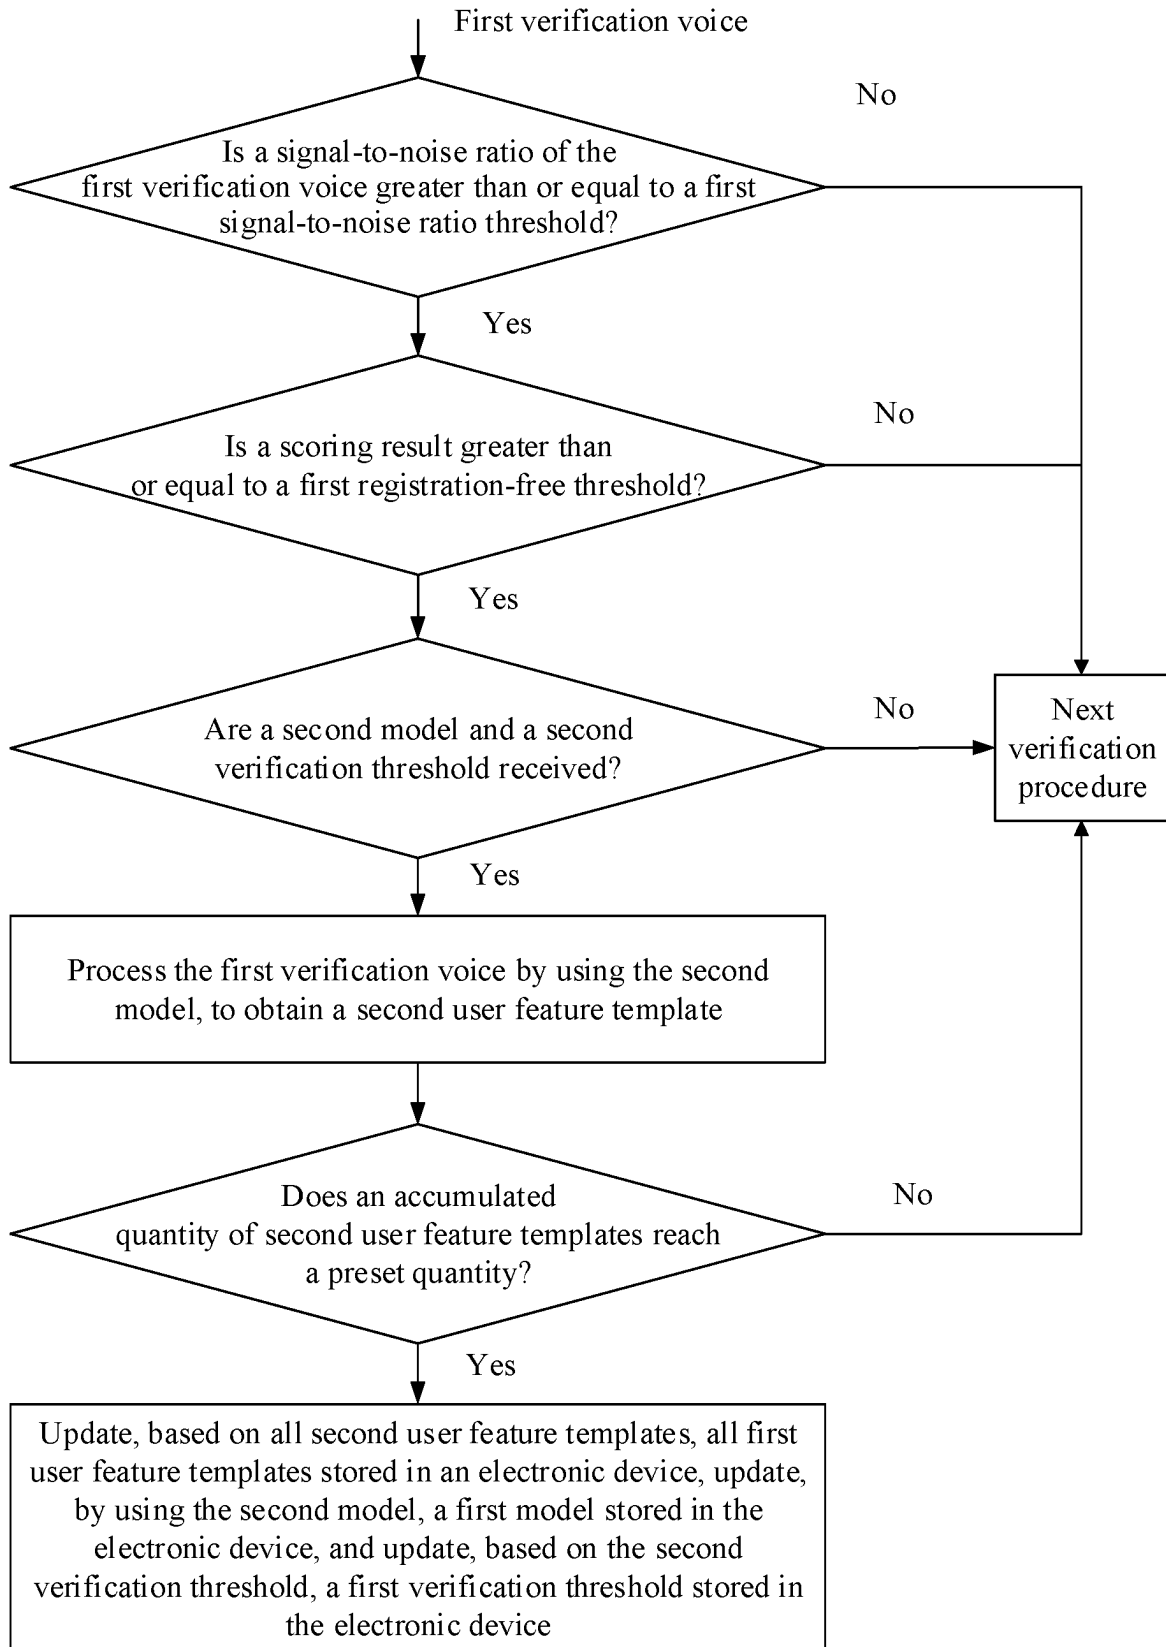 First verification voice
No
Is a signal-to-noise ratio of the
first verification voice greater than or equal to a first
signal-to-noise ratio threshold?
Yes
No
Is a scoring result greater than
or equal to a first registration-free threshold?
Yes
No
Are a second model and a second
verification threshold received?
Next
verification
procedure
Yes
Process the first verification voice by using the second
model, to obtain a second user feature template
No
Does an accumulated
quantity of second user feature templates reach
a preset quantity?
Yes
Update, based on all second user feature templates, all first
user feature templates stored in an electronic device, update,
by using the second model, a first model stored in the
electronic device, and update, based on the second
verification threshold, a first verification threshold stored in
the electronic device